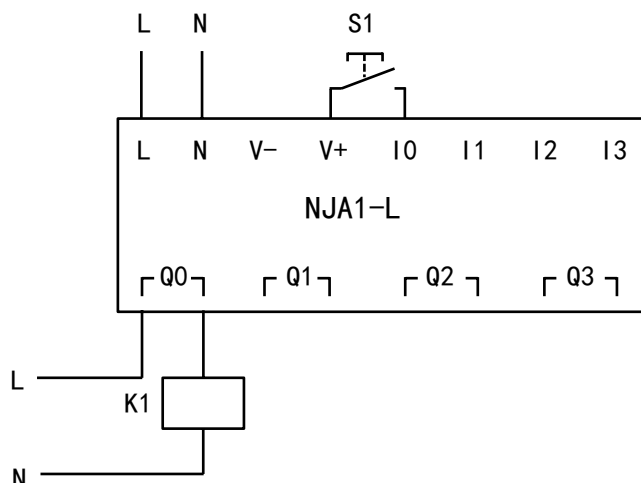 L N S1
L N V- V+ I0 I1 I2 I3
NJA1-L
Q0 Q1 Q2 Q3
L
K1
N